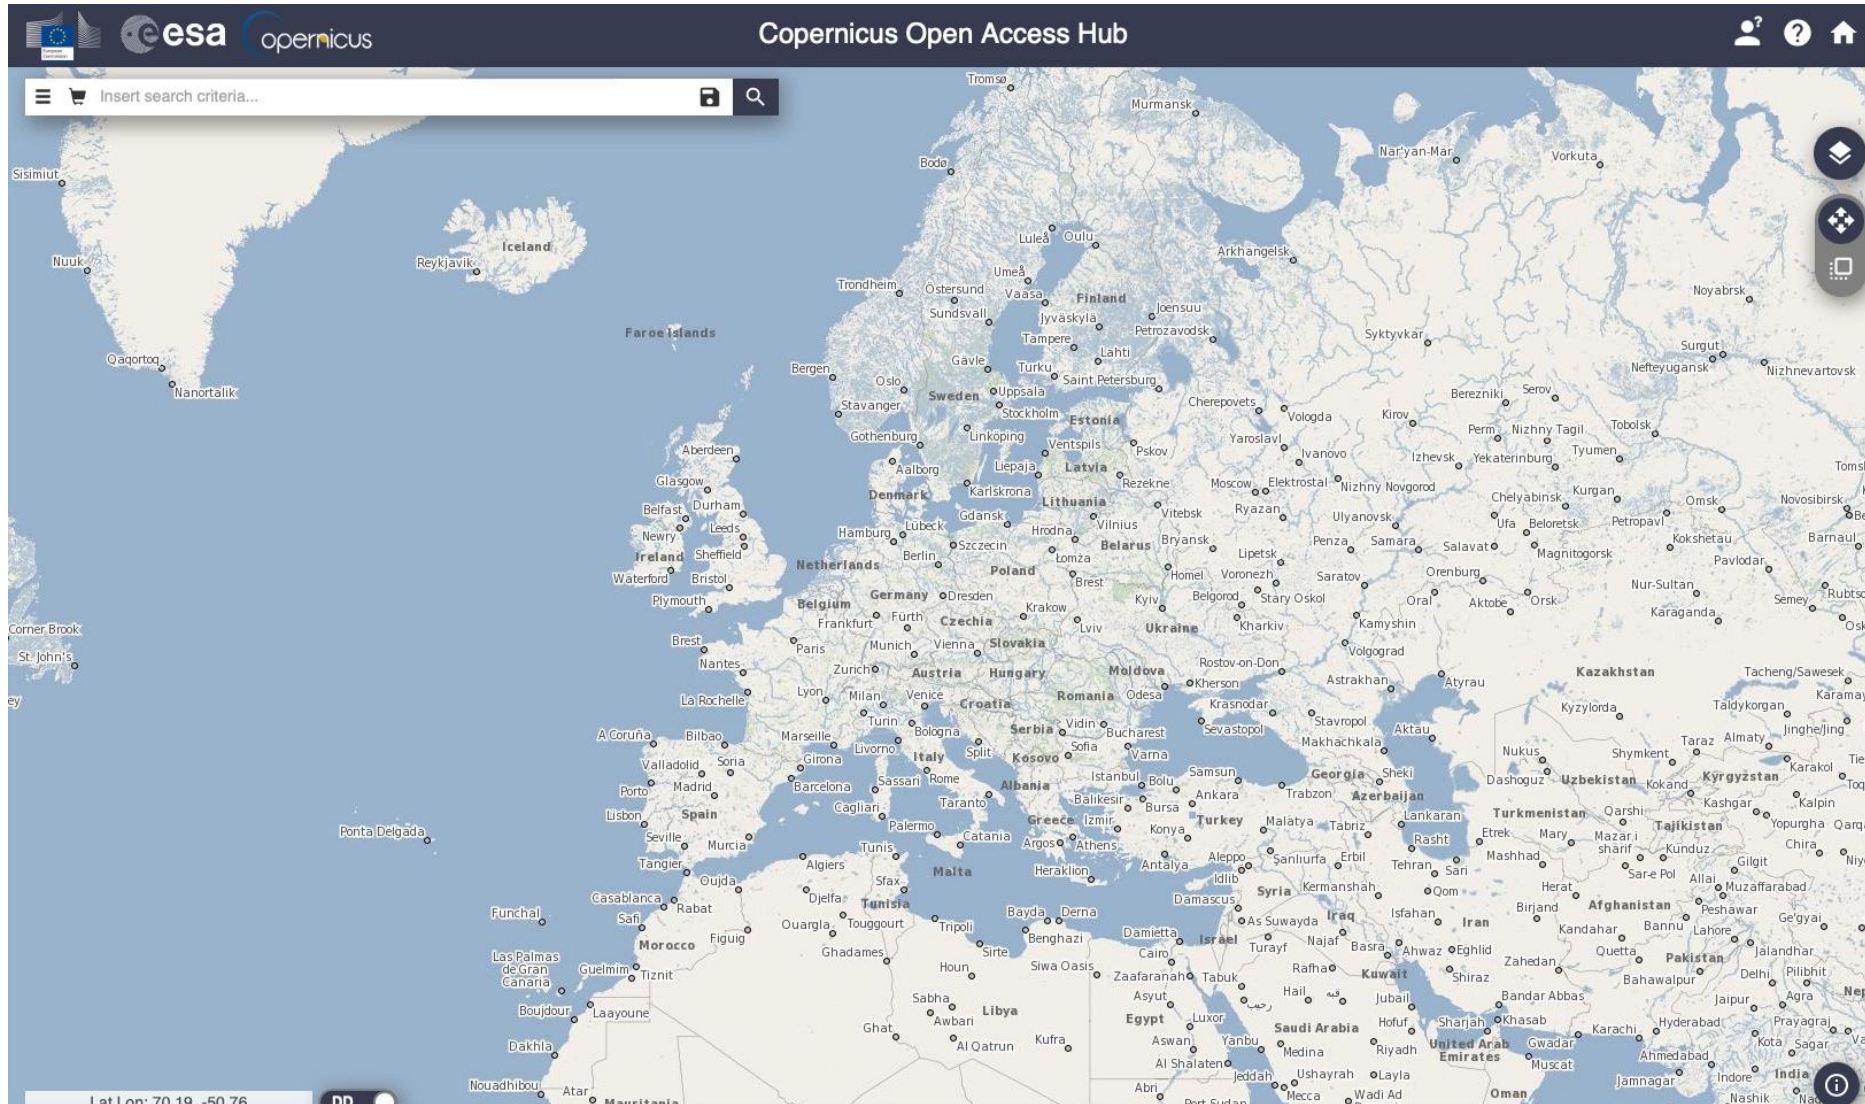 esa
opernicus
Copernicus Open Access Hub
Insert search criteria...
Tromsø
Murmansk
Nar'yan-Mar
Vorkuta
Bodø
Sisimiut
Iceland
Luleå
Oulu
Arkhangelsk
Nuuk
Reykjavik
Umeå
Trondheim
Östersund
Vaasa
Finland
Noyabrsk
Sundsvall
Jyväskylä
Joensuu
Faroe Islands
Petrozavodsk
Syktyvkar
Tampere
Surgut
Qaqortoq
Lahti
Gävle
Turku
Nefteyugansk
Nizhnevartovsk
Bergen
Oslo
Saint Petersburg
Nanortalik
Sweden
Uppsala
Berezniki
Serov
Stavanger
Stockholm
Cherepovets
Vologda
Kirov
Estonia
Perm
Nizhny Tagil
Tobolsk
Gothenburg
Linköping
Ventspils
Pskov
Yaroslavl
Ivanovo
Izhevsk
Yekaterinburg
Tyumen
Aberdeen
Aalborg
Liepaja
Latvia
Rezekne
Moscow
Elektrostal
Nizhny Novgorod
Glasgow
Denmark
Karlskrona
Lithuania
Chelyabinsk
Kurgan
Omsk
Novosibirsk
Belfast
Durham
Gdansk
Vilnius
Vitebsk
Ryazan
Ulyanovsk
Ufa
Beloretsk
Petropavl
Newry
Leeds
Hamburg
Lübeck
Hrodna
Szczecin
Belarus
Bryansk
Penza
Samara
Salavat
Kokshetau
Barnaul
Ireland
Sheffield
Berlin
Łomża
Lipetsk
Magnitogorsk
Pavlodar
Netherlands
Poland
Waterford
Bristol
Brest
Homel
Voronezh
Saratov
Orenburg
Nur-Sultan
Plymouth
Belgium
Germany
Dresden
Krakow
Kyiv
Belgorod
Stary Oskol
Oral
Aktobe
Orsk
Karaganda
Semey
Corner Brook
Frankfurt
Fürth
Czechia
Lviv
Ukraine
Kharkiv
Kamyshin
St. John's
Brest
Paris
Munich
Vienna
Slovakia
Volgograd
Nantes
Zurich
Austria
Hungary
Moldova
Rostov-on-Don
Kazakhstan
Tacheng/Sawesek
Astrakhan
Atyrau
La Rochelle
Lyon
Milan
Venice
Croatia
Romania
Odesa
Kherson
Krasnodar
Kyzylorda
Taldykorgan
Turin
Bologna
Serbia
Vidin
Bucharest
Sevastopol
Stavropol
Aktau
Jinghe/Jing
A Coruña
Bilbao
Marseille
Livorno
Split
Sofia
Varna
Makhachkala
Nukus
Shymkent
Taraz
Almaty
Valladolid
Soria
Girona
Italy
Kosovo
Karakol
Porto
Madrid
Barcelona
Sassari
Rome
Albania
Istanbul
Bolu
Samsun
Georgia
Sheki
Dashoguz
Uzbekistan
Kokand
Kyrgyzstan
Lisbon
Spain
Cagliari
Taranto
Balıkesir
Bursa
Ankara
Trabzon
Azerbaijan
Kashgar
Kalpin
Ponta Delgada
Seville
Murcia
Palermo
Catania
Greece
Izmir
Konya
Turkey
Malatya
Tabriz
Lankaran
Turkmenistan
Qarshi
Tajikistan
Yopurgha
Argos
Athens
Rasht
Etrek
Mary
Mazar i
sharif
Kunduz
Chira
Tangier
Algiers
Tunis
Malta
Heraklion
Antalya
Aleppo
Şanlıurfa
Erbil
Tehran
Sari
Mashhad
Sar-e Pol
Gilgit
Oujda
Sfax
Idlib
Syria
Kermanshah
Qom
Herat
Allai
Muzaffarabad
Casablanca
Rabat
Djelfa
Tunisia
Damascus
Birjand
Afghanistan
Peshawar
Funchal
Safi
Ouargla
Touggourt
Tripoli
Bayda
Derna
As Suwayda
Iraq
Isfahan
Iran
Kandahar
Bannu
Lahore
Ge'gyai
Morocco
Figuig
Ghadames
Sirte
Benghazi
Damietta
Israel
Turayf
Najaf
Basra
Ahwaz
Eghlid
Quetta
Jalandhar
Las Palmas
de Gran
Canaria
Guelmim
Tiznit
Houn
Siwa Oasis
Cairo
Zaafaranah
Tabuk
Rafha
Kuwait
Shiraz
Zahedan
Pakistan
Bahawalpur
Delhi
Pilibhit
Boujdour
Laayoune
Sabha
Awbari
Libya
Asyut
Egypt
Luxor
Hail
Jubail
Bandar Abbas
Jaipur
Agra
Dakhla
Ghat
Al Qatrun
Kufra
Aswan
Yanbu
Saudi Arabia
Medina
Hofuf
Riyadh
Sharjah
Khasab
United Arab
Emirates
Gwadar
Muscat
Karachi
Hyderabad
Prayagraj
Kota
Sagar
Ahmedabad
Nouadhibou
Atar
Mauritania
Al Shalaten
Abri
Port Sudan
Jeddah
Ushayrah
Mecca
Layla
Wadi Ad
Oman
Jamnagar
Indore
India
Nashik
Lat Lon: 70.19, -50.76
DD